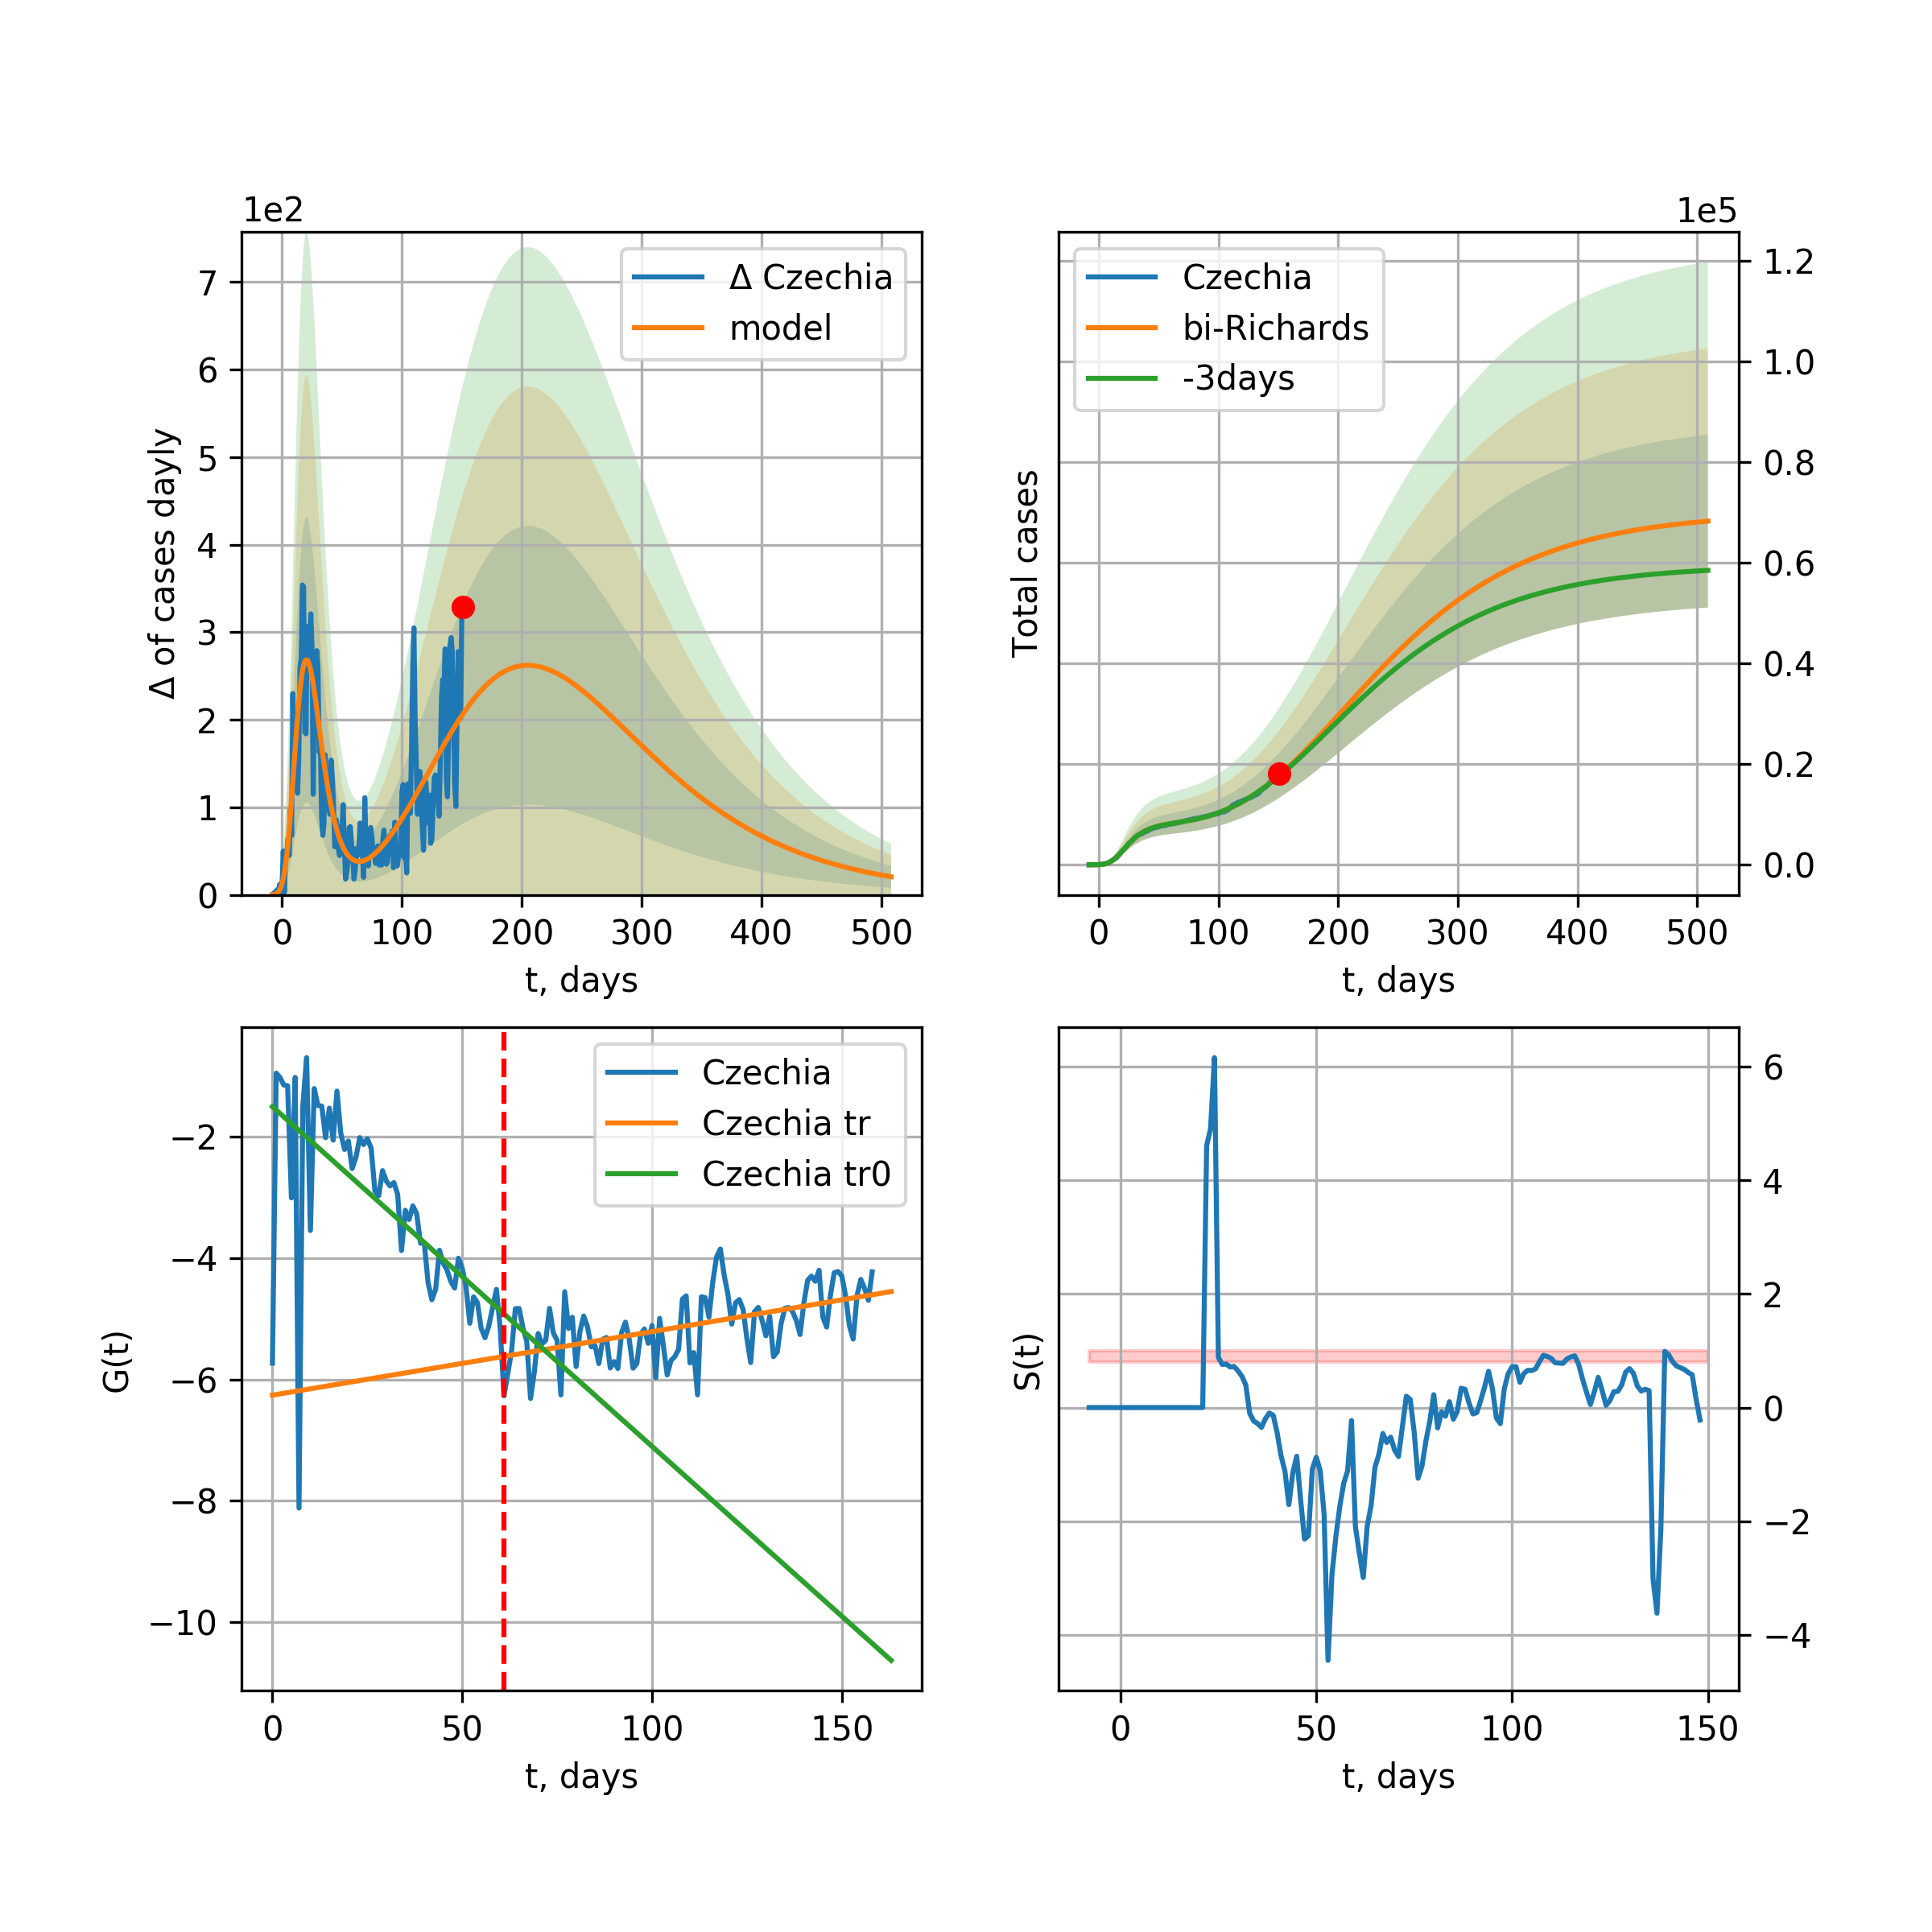 1e2
Δ of cases dayly
7
6
5
4
3
2
1
0
0 100 200 300 400 500
t, days
Δ Czechia
model
1e5
Total cases
1.2
1.0
0.8
0.6
0.4
0.2
0.0
0 100 200 300 400 500
t, days
Czechia
bi-Richards
-3days
G(t)
−2
−4
−6
−8
−10
0 50 100 150
t, days
Czechia
Czechia tr
Czechia tr0
S(t)
6
4
2
0
−2
−4
0 50 100 150
t, days